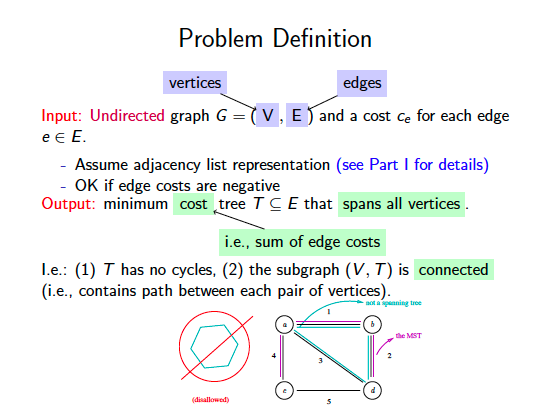 Problem Definition
vertices
edges
Input: Undirected graph G = ( V , E ) and a cost cₑ for each edge
e ∈ E.
- Assume adjacency list representation (see Part I for details)
- OK if edge costs are negative
Output: minimum cost tree T ⊆ E that spans all vertices .
i.e., sum of edge costs
I.e.: (1) T has no cycles, (2) the subgraph (V, T) is connected
(i.e., contains path between each pair of vertices).
not a spanning tree
1
a
b
the MST
4
3
2
d
5
(disallowed)